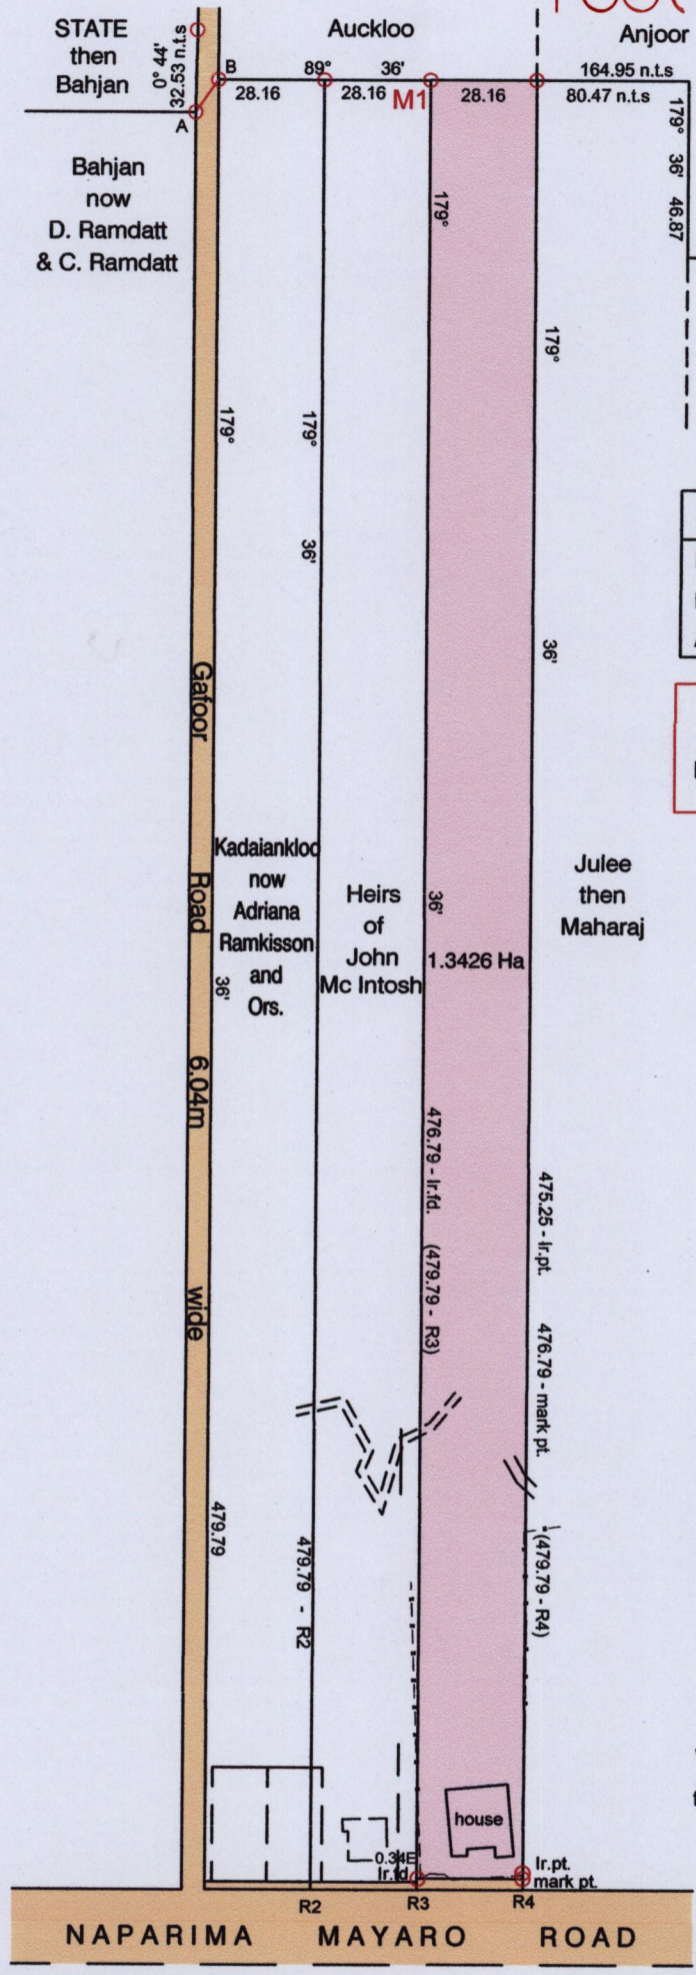 STATE
then
Bahjan
0° 44'
32.53 n.t.s
Auckloo
Anjoor
B
89° 36'
164.95 n.t.s
28.16
28.16
M1
28.16
80.47 n.t.s
A
179° 36' 46.87
Bahjan
now
D. Ramdatt
& C. Ramdatt
179°
179°
179°
179°
36'
36'
Gafoor Road 6.04m wide
Kadaiankloo
now
Adriana
Ramkisson
and
Ors.
36'
Heirs
of
John
Mc Intosh
36'
1.3426 Ha
Julee
then
Maharaj
476.79 - Ir.fd. (479.79 - R3)
475.25 - Ir.pt. 476.79 - mark pt. (479.79 - R4)
479.79
479.79 - R2
house
0.34E
Ir.fd
Ir.pt.
mark pt.
R2
R3
R4
NAPARIMA MAYARO ROAD